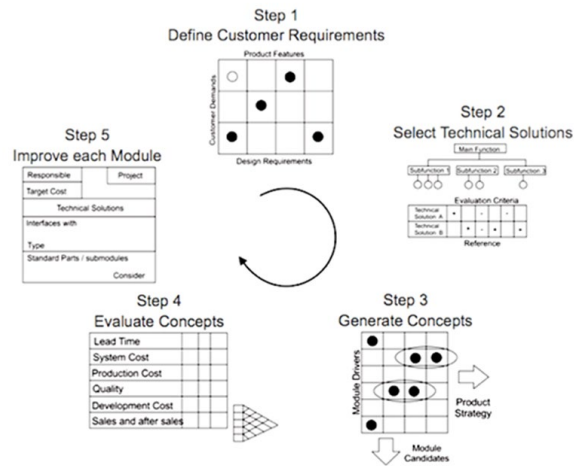 Step 1
Define Customer Requirements
Product Features
Customer Demands
Design Requirements
Step 2
Select Technical Solutions
Main Function
Subfunction 1
Subfunction 2
Subfunction 3
Evaluation Criteria
Technical
Solution A
Technical
Solution B
Reference
Step 3
Generate Concepts
Module Drivers
Product
Strategy
Module
Candidates
Step 4
Evaluate Concepts
Lead Time
System Cost
Production Cost
Quality
Development Cost
Sales and after sales
Step 5
Improve each Module
Responsible
Project
Target Cost
Technical Solutions
Interfaces with
Type
Standard Parts / submodules
Consider